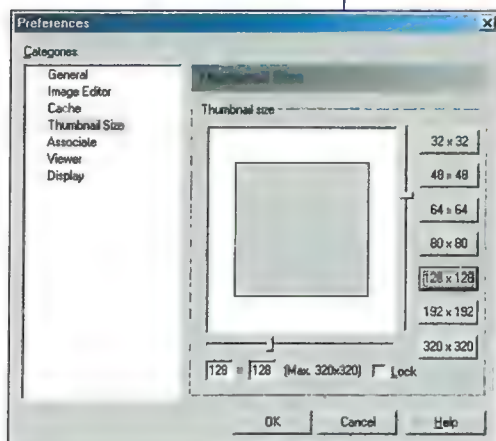 Preferences
Categories
General
Image Editor
Cache
Thumbnail Size
Associate
Viewer
Display
Thumbnail Size
Thumbnail size
32 x 32
48 x 48
64 x 64
80 x 80
128 x 128
192 x 192
320 x 320
128 x 128 (Max. 320x320) Lock
OK Cancel Help